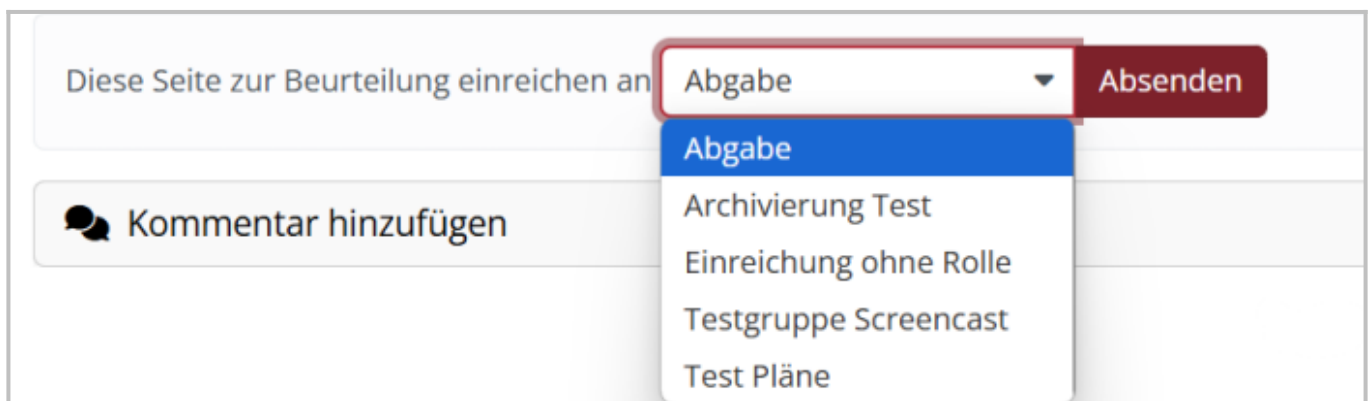 Diese Seite zur Beurteilung einreichen an Abgabe Absenden
Abgabe
Archivierung Test
Kommentar hinzufügen
Einreichung ohne Rolle
Testgruppe Screencast
Test Pläne